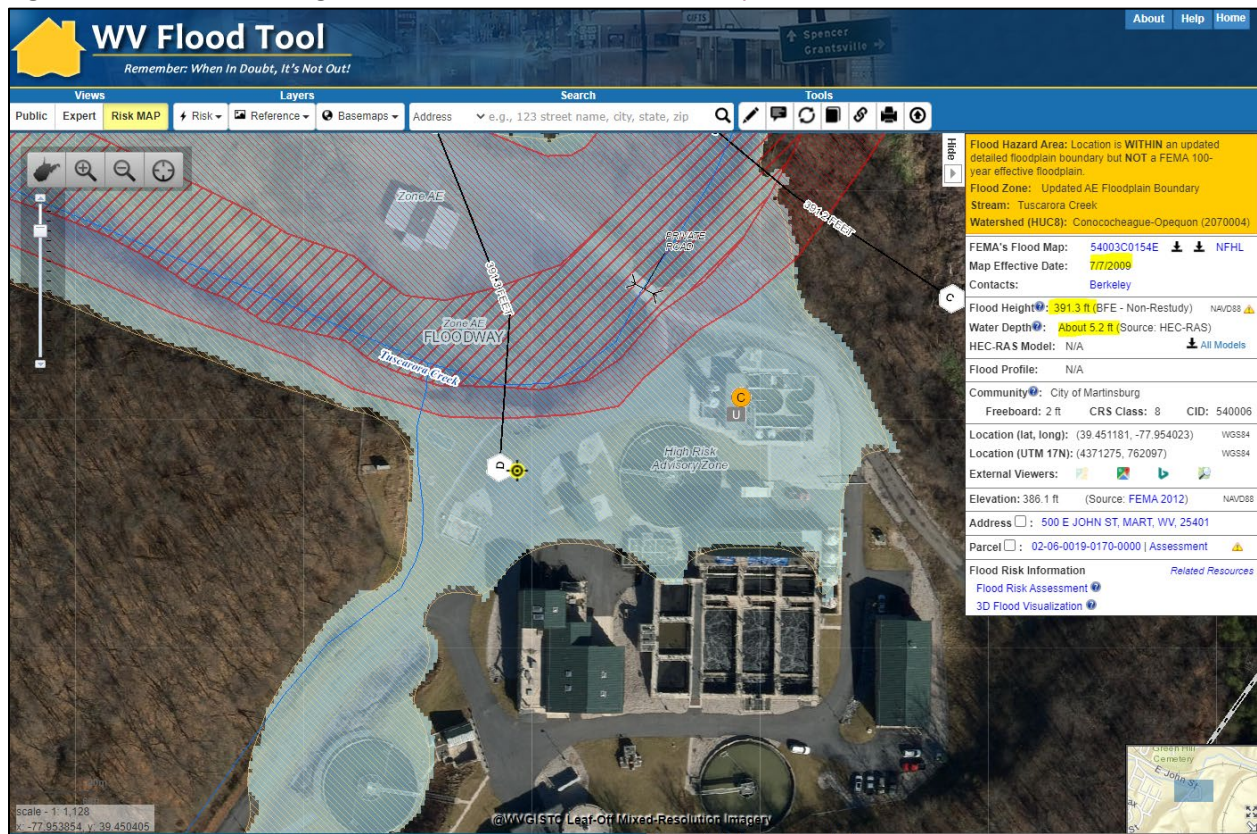 About Help Home
WV Flood Tool
Remember: When In Doubt, It's Not Out!
GIFTS
Spencer
Grantsville
Views Layers Search Tools
Public Expert Risk MAP Risk Reference Basemaps Address e.g., 123 street name, city, state, zip
Hide
Flood Hazard Area: Location is WITHIN an updated
detailed floodplain boundary but NOT a FEMA 100-
year effective floodplain.
Flood Zone: Updated AE Floodplain Boundary
Stream: Tuscarora Creek
Watershed (HUC8): Conococheague-Opequon (2070004)
FEMA's Flood Map: 54003C0154E NFHL
Map Effective Date: 7/7/2009
Contacts: Berkeley
Flood Height: 391.3 ft (BFE - Non-Restudy) NAVD88
Water Depth: About 5.2 ft (Source: HEC-RAS)
HEC-RAS Model: N/A All Models
Flood Profile: N/A
Community: City of Martinsburg
Freeboard: 2 ft CRS Class: 8 CID: 540006
Location (lat, long): (39.451181, -77.954023) WGS84
Location (UTM 17N): (4371275, 762097) WGS84
External Viewers:
Elevation: 386.1 ft (Source: FEMA 2012) NAVD88
Address : 500 E JOHN ST, MART, WV, 25401
Parcel : 02-06-0019-0170-0000 | Assessment
Flood Risk Information Related Resources
Flood Risk Assessment
3D Flood Visualization
Zone AE
391.2 FEET
PRIVATE
ROAD
391.3 FEET
C
Zone AE
FLOODWAY
Tuscarora Creek
C
U
High Risk
Advisory Zone
D
Green Hill
Cemetery
E John St
scale - 1: 1,128
x: -77.953854, y: 39.450405
@WVGISTC Leaf-Off Mixed-Resolution Imagery